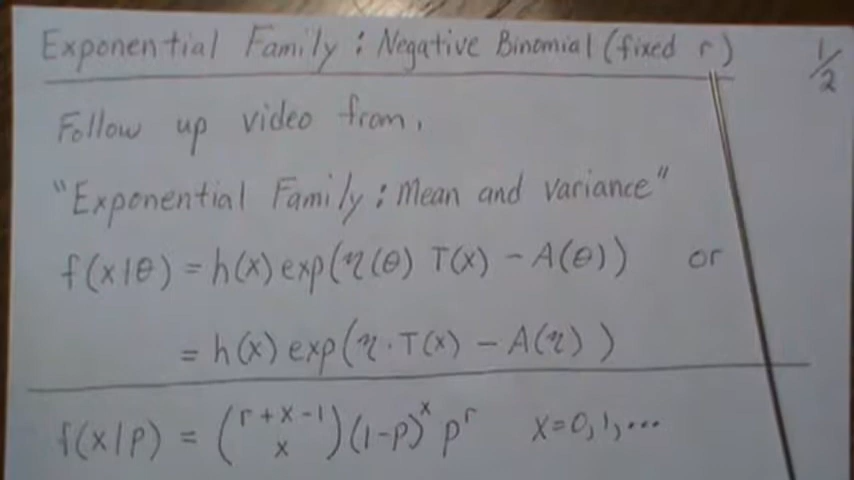 Exponential Family : Negative Binomial (fixed r) 1/2
Follow up video from,
"Exponential Family : Mean and variance"
f(x|θ) = h(x) exp(η(θ) T(x) - A(θ)) or
= h(x) exp(η · T(x) - A(η))
f(x|p) = (r+x-1 x) (1-p)^x p^r x=0,1,...